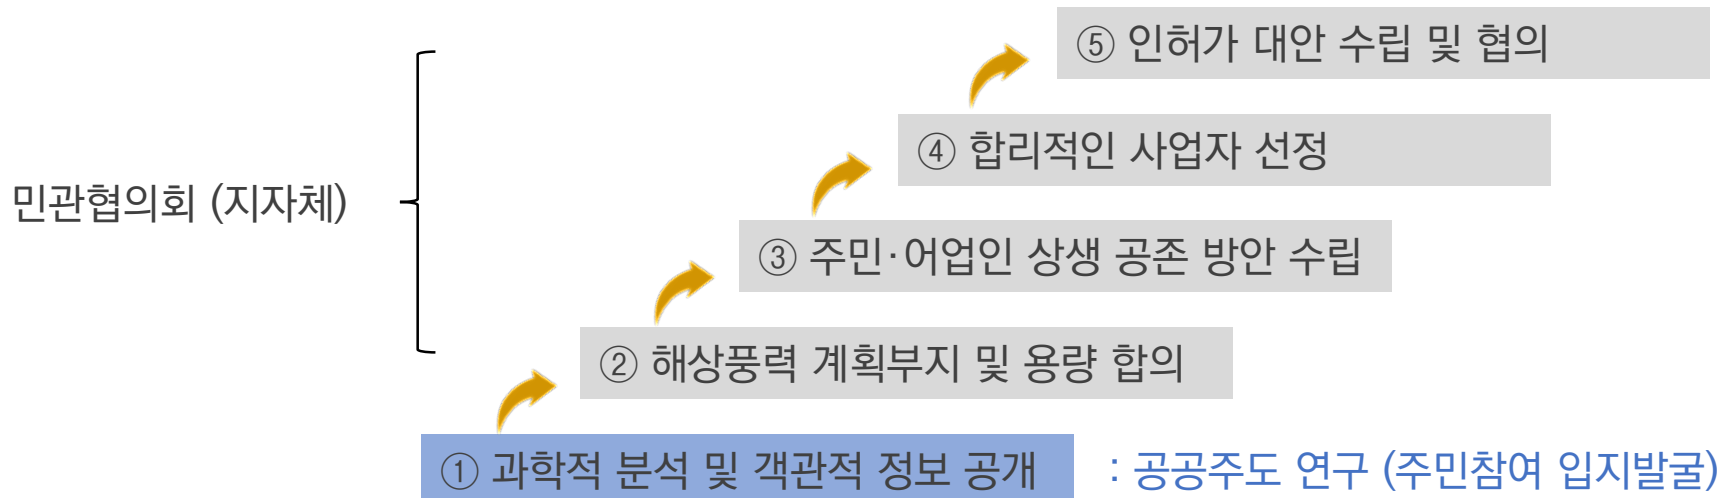 ⑤ 인허가 대안 수립 및 협의
④ 합리적인 사업자 선정
민관협의회 (지자체)
③ 주민·어업인 상생 공존 방안 수립
② 해상풍력 계획부지 및 용량 합의
① 과학적 분석 및 객관적 정보 공개 : 공공주도 연구 (주민참여 입지발굴)